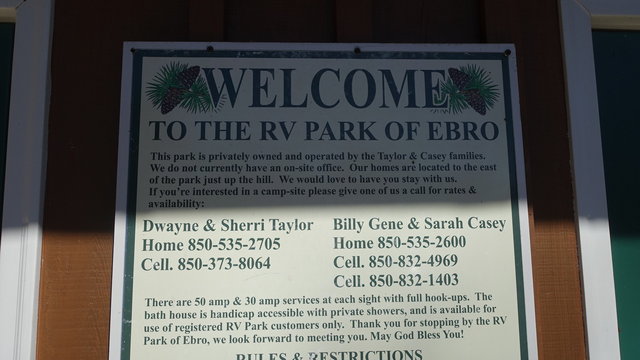 WELCOME
TO THE RV PARK OF EBRO
This park is privately owned and operated by the Taylor & Casey families.
We do not currently have an on-site office. Our homes are located to the east
of the park just up the hill. We would love to have you stay with us.
If you're interested in a camp-site please give one of us a call for rates &
availability:
Dwayne & Sherri Taylor
Home 850-535-2705
Cell. 850-373-8064
Billy Gene & Sarah Casey
Home 850-535-2600
Cell. 850-832-4969
Cell. 850-832-1403
There are 50 amp & 30 amp services at each sight with full hook-ups. The
bath house is handicap accessible with private showers, and is available for
use of registered RV Park customers only. Thank you for stopping by the RV
Park of Ebro, we look forward to meeting you. May God Bless You!
RULES & RESTRICTIONS